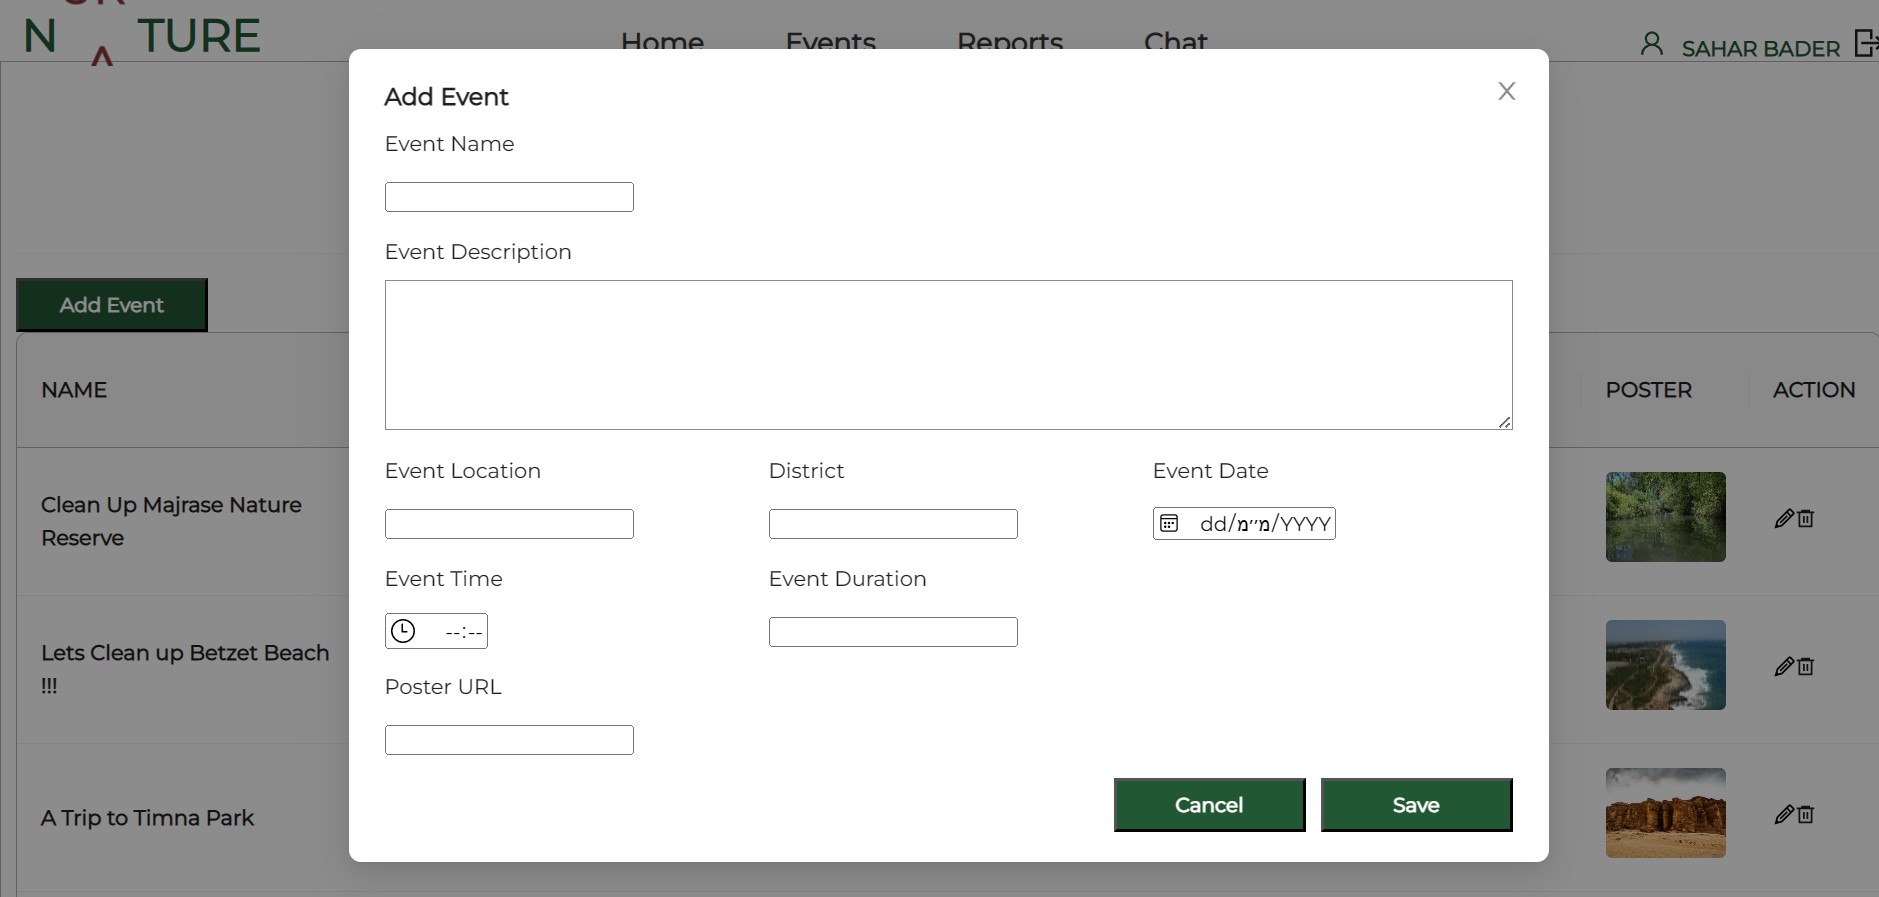 N TURE
Home Events Reports Chat
SAHAR BADER
Add Event
X
Event Name
Event Description
Add Event
NAME
POSTER
ACTION
Event Location
District
Event Date
dd/מ״מ/YYYY
Clean Up Majrase Nature
Reserve
Event Time
Event Duration
--:--
Lets Clean up Betzet Beach
!!!
Poster URL
A Trip to Timna Park
Cancel
Save